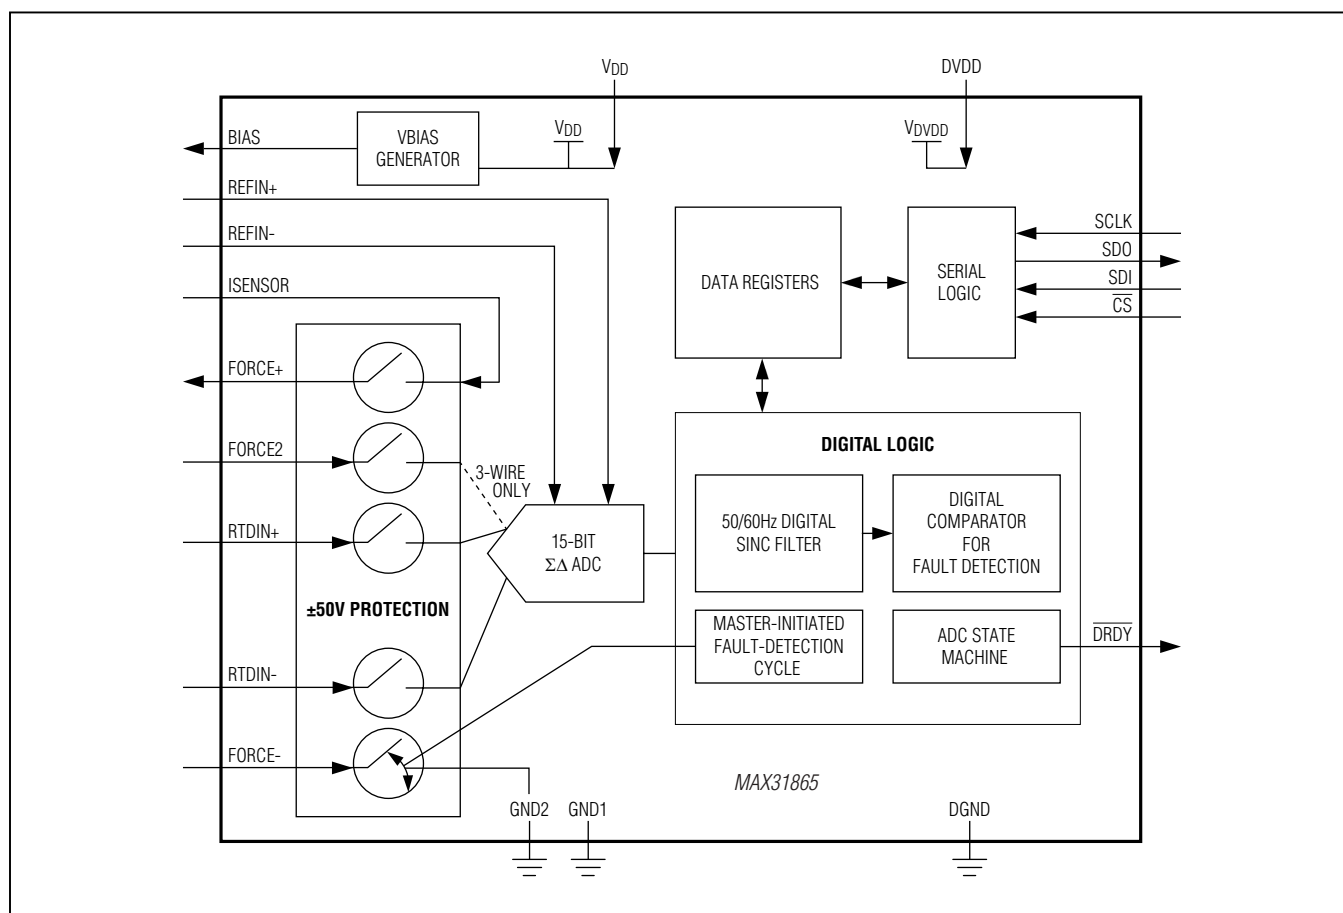 VDD
DVDD
BIAS
VBIAS
GENERATOR
VDD
VDVDD
REFIN+
REFIN-
ISENSOR
DATA REGISTERS
SERIAL
LOGIC
SCLK
SDO
SDI
CS
FORCE+
FORCE2
3-WIRE
ONLY
RTDIN+
15-BIT
ΣΔ ADC
±50V PROTECTION
RTDIN-
FORCE-
DIGITAL LOGIC
50/60Hz DIGITAL
SINC FILTER
DIGITAL
COMPARATOR
FOR
FAULT DETECTION
MASTER-INITIATED
FAULT-DETECTION
CYCLE
ADC STATE
MACHINE
DRDY
MAX31865
GND2
GND1
DGND